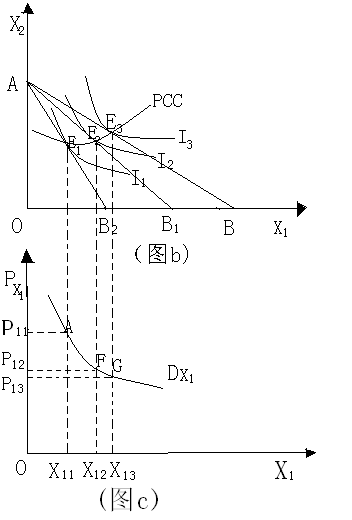 X2
A
E3
PCC
E2
E1
I3
I2
I1
O
B2
B1
B
X1
(图b)
PX1
P11
A
P12
F
G
P13
DX1
O
X11
X12
X13
X1
(图c)